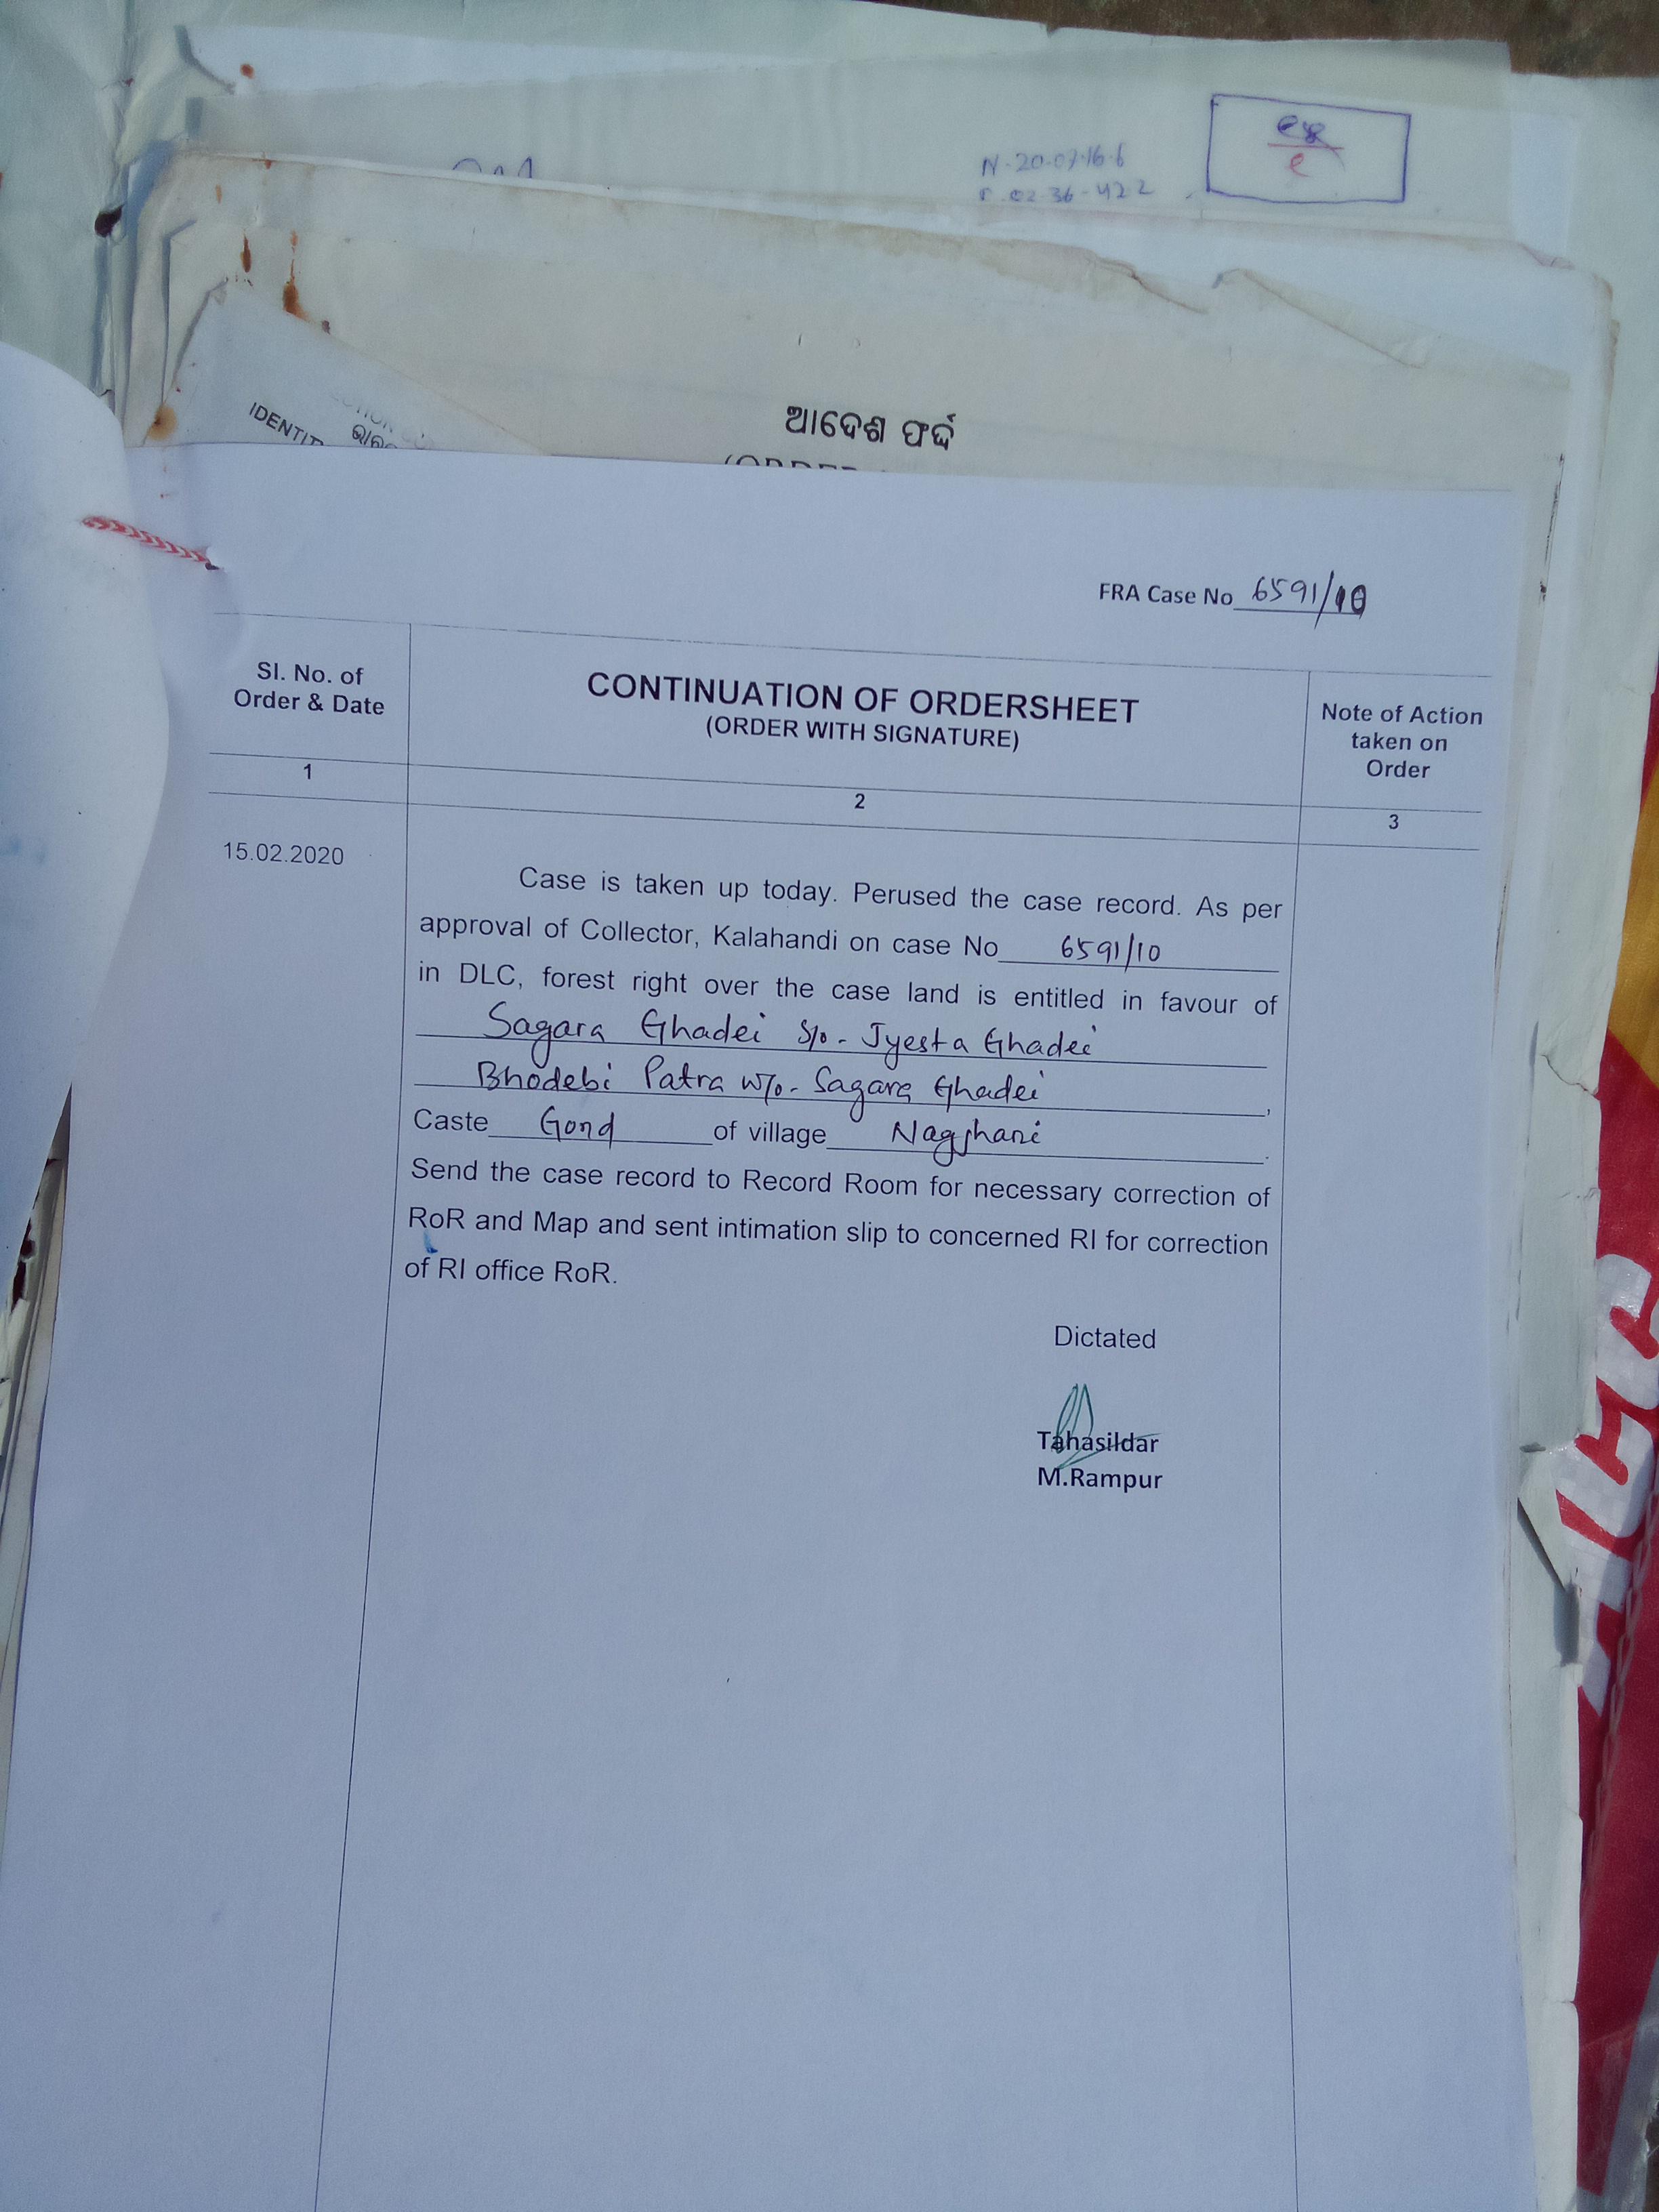 N-20-07-16.6
02-36-422
ଆଦେଶ ଫର୍ଦ୍ଦ
IDENTIT
FRA Case No 6591/10
Sl. No. of
Order & Date
CONTINUATION OF ORDERSHEET
(ORDER WITH SIGNATURE)
Note of Action
taken on
Order
1
2
3
15.02.2020
Case is taken up today. Perused the case record. As per
approval of Collector, Kalahandi on case No 6591/10
in DLC, forest right over the case land is entitled in favour of
Sagara Ghadei S/o- Jyesta Ghadei
Bhodebi Patra W/o- Sagara Ghadei ,
Caste Gond of village Nagjhari .
Send the case record to Record Room for necessary correction of
RoR and Map and sent intimation slip to concerned RI for correction
of RI office RoR.
Dictated
Tahasildar
M.Rampur